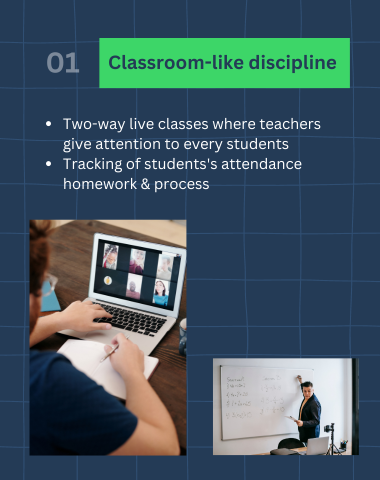 01
Classroom-like discipline
• Two-way live classes where teachers
give attention to every students
• Tracking of students's attendance
homework & process